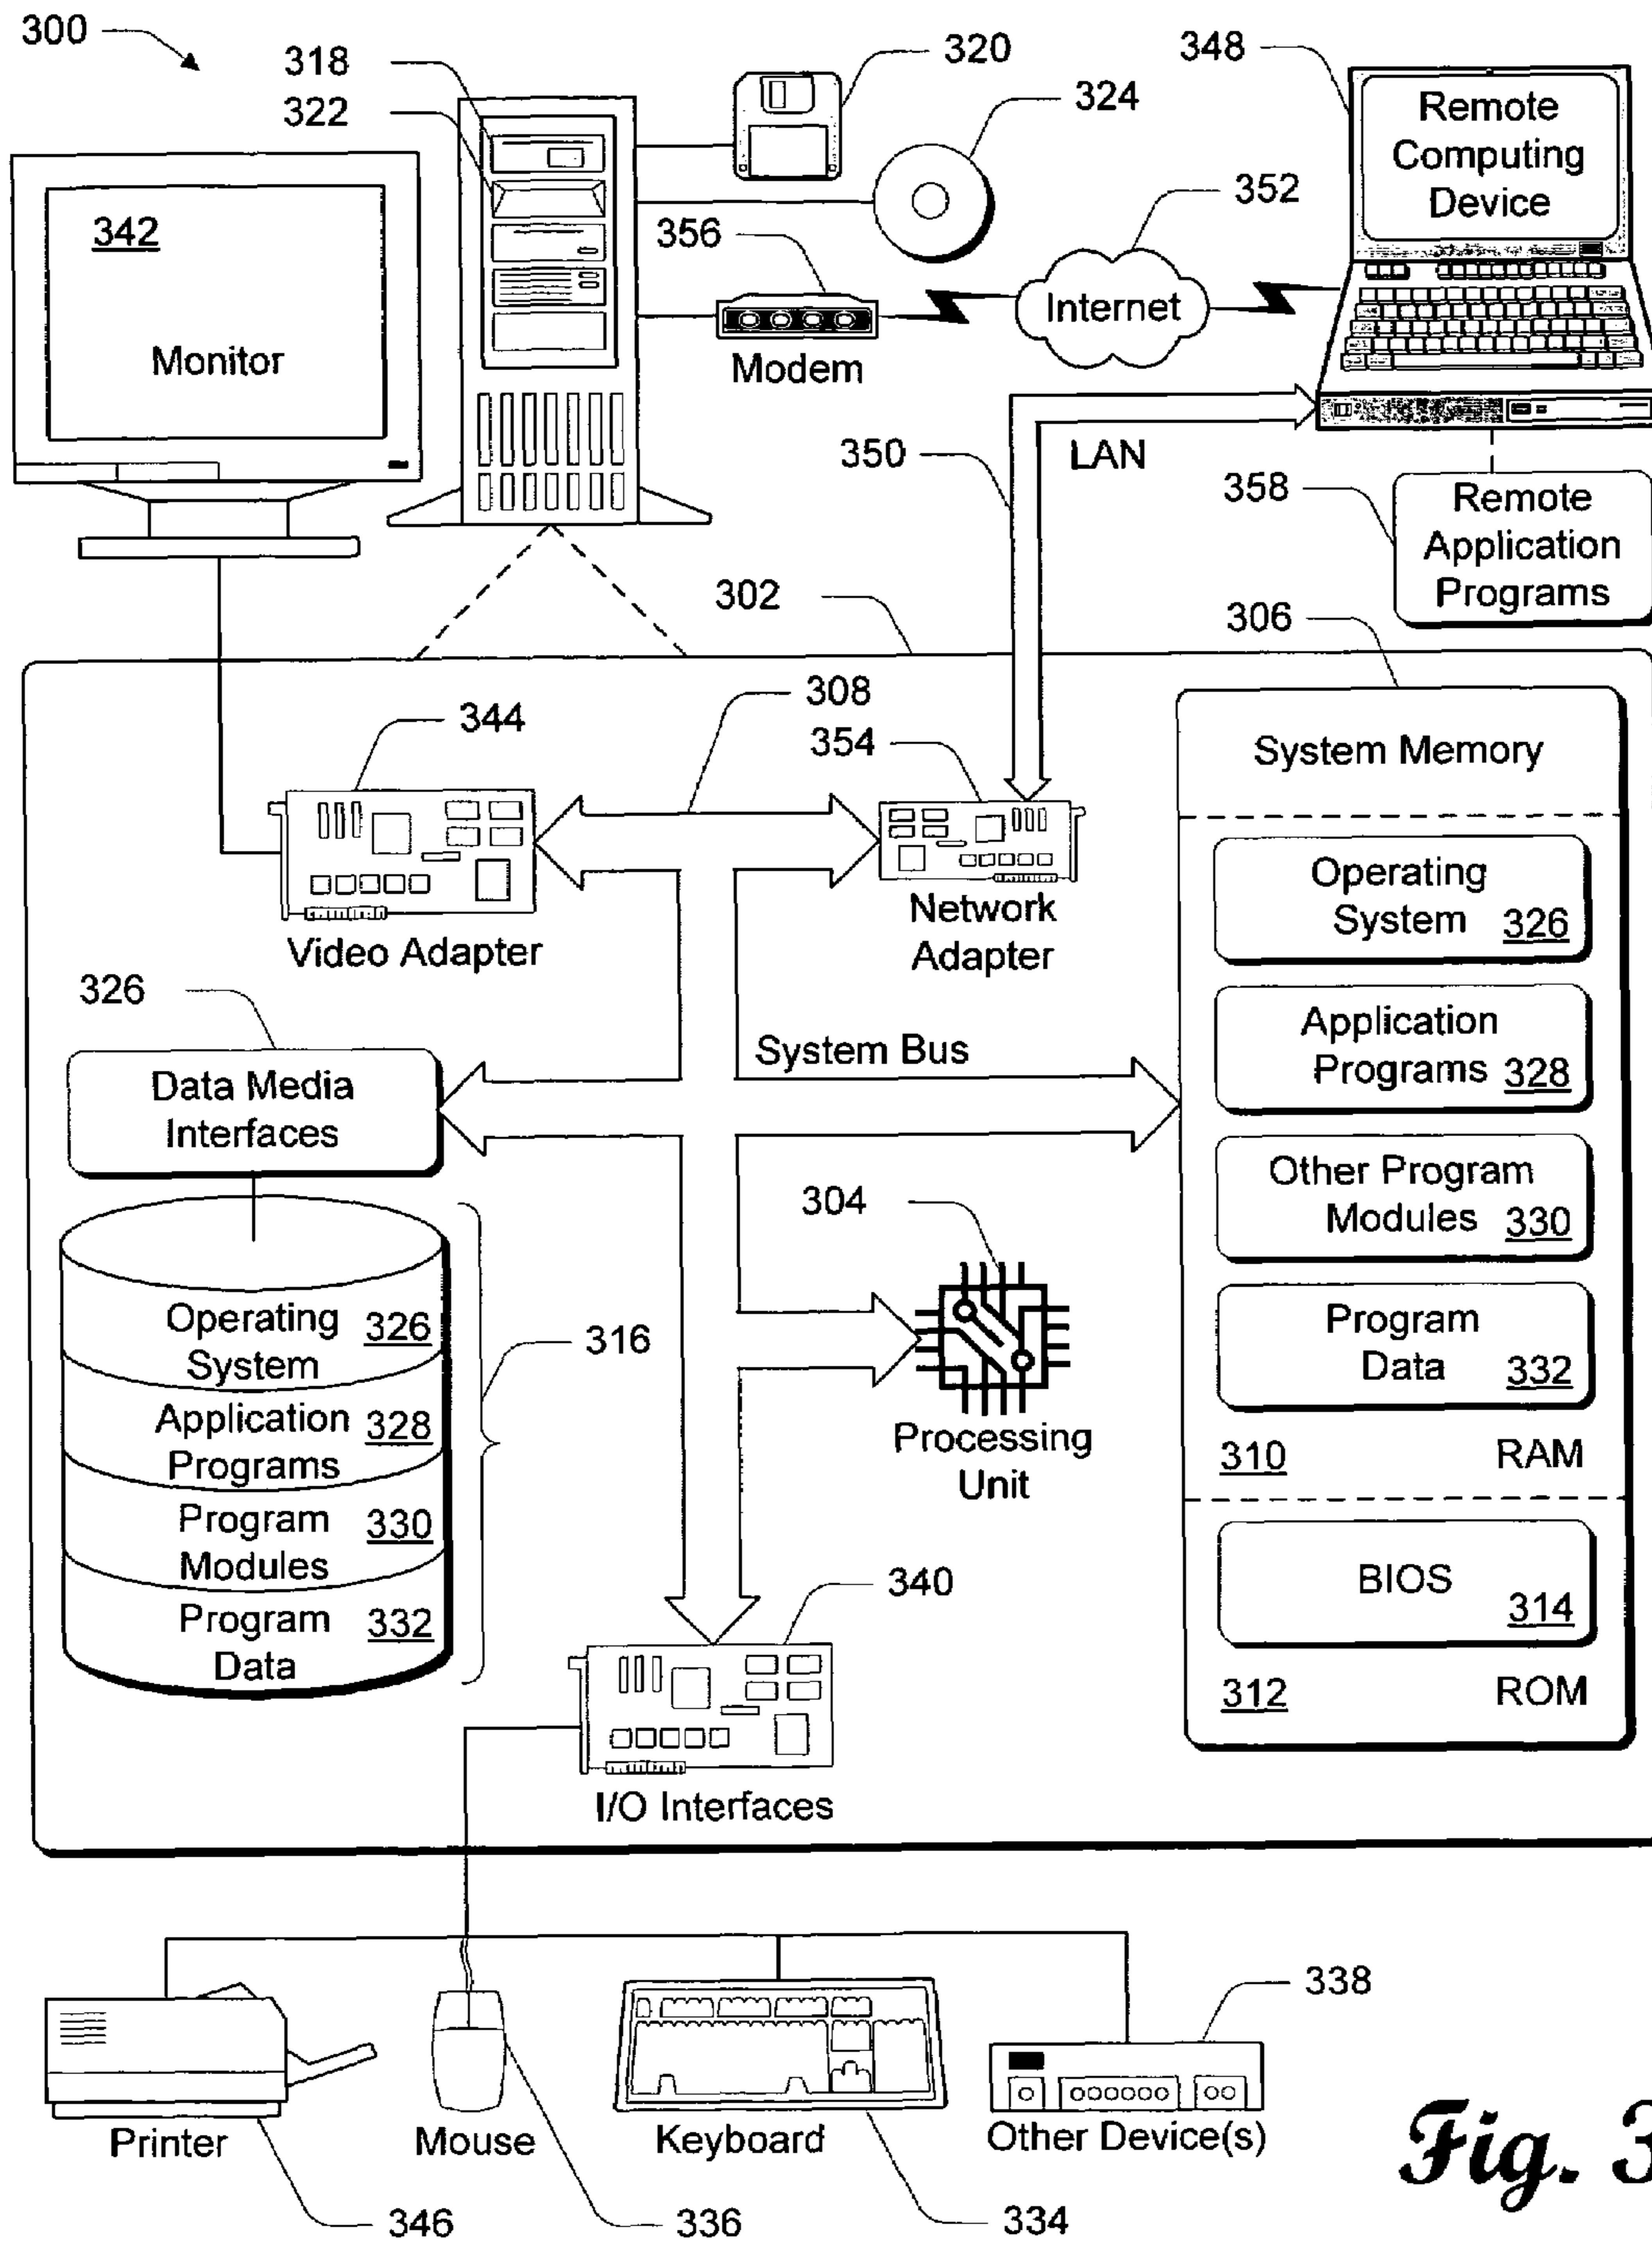 300
318
322
320
324
348
Remote
Computing
Device
342
Monitor
356
Modem
352
Internet
350
LAN
358
Remote
Application
Programs
302
306
308
344
354
Video Adapter
Network
Adapter
System Memory
Operating
System 326
Application
Programs 328
Other Program
Modules 330
Program
Data 332
310 RAM
BIOS
314
312 ROM
326
Data Media
Interfaces
System Bus
304
Processing
Unit
Operating
System 326
Application
Programs 328
Program
Modules 330
Program
Data 332
316
340
I/O Interfaces
338
Printer
Mouse
Keyboard
Other Device(s)
346
336
334
Fig. 3